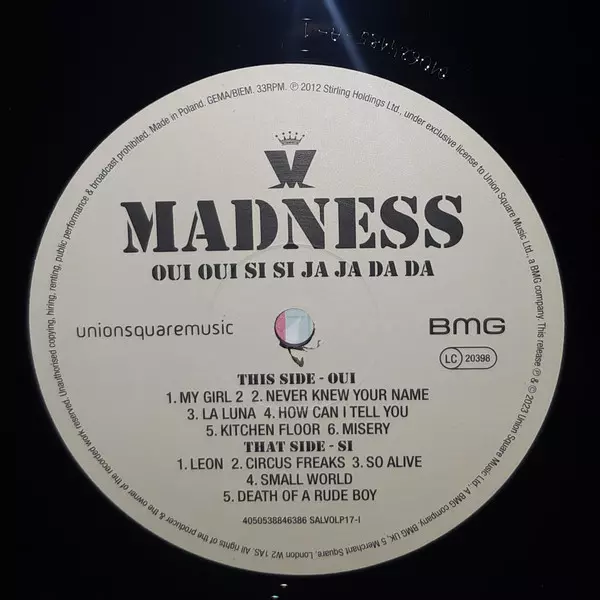 Unauthorised copying, hiring, renting, public performance & broadcast prohibited. Made in Poland. GEMA/BIEM. 33RPM. ℗ 2012 Stirling Holdings Ltd., under exclusive license to Union Square Music Ltd., a BMG company. This release ℗ & © 2023 Union Square Music Ltd. A BMG company. BMG UK, 5 Merchant Square, London W2 1AS. All rights of the producer & the owner of the recorded work reserved.
MADNESS
OUI OUI SI SI JA JA DA DA
unionsquaremusic
BMG
LC 20398
THIS SIDE - OUI
1. MY GIRL 2 2. NEVER KNEW YOUR NAME
3. LA LUNA 4. HOW CAN I TELL YOU
5. KITCHEN FLOOR 6. MISERY
THAT SIDE - SI
1. LEON 2. CIRCUS FREAKS 3. SO ALIVE
4. SMALL WORLD
5. DEATH OF A RUDE BOY
4050538846386 SALVOLP17-I